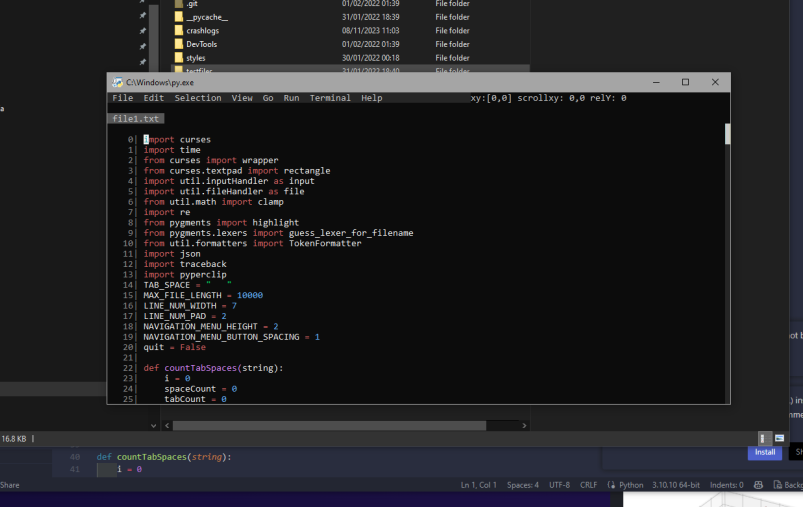 .git 01/02/2022 01:39 File folder
__pycache__ 31/01/2022 18:39 File folder
crashlogs 08/11/2023 11:03 File folder
DevTools 01/02/2022 01:39 File folder
styles 30/01/2022 00:18 File folder
testfiles 31/01/2022 18:40 File folder
a
C:\Windows\py.exe
File Edit Selection View Go Run Terminal Help xy:[0,0] scrollxy: 0,0 relY: 0
file1.txt
0| import curses
1| import time
2| from curses import wrapper
3| from curses.textpad import rectangle
4| import util.inputHandler as input
5| import util.fileHandler as file
6| from util.math import clamp
7| import re
8| from pygments import highlight
9| from pygments.lexers import guess_lexer_for_filename
10| from util.formatters import TokenFormatter
11| import json
12| import traceback
13| import pyperclip
14| TAB_SPACE = "   "
15| MAX_FILE_LENGTH = 10000
16| LINE_NUM_WIDTH = 7
17| LINE_NUM_PAD = 2
18| NAVIGATION_MENU_HEIGHT = 2
19| NAVIGATION_MENU_BUTTON_SPACING = 1
20| quit = False
21|
22| def countTabSpaces(string):
23|     i = 0
24|     spaceCount = 0
25|     tabCount = 0
16.8 KB
Install
40 def countTabSpaces(string):
41 i = 0
Share Ln 1, Col 1 Spaces: 4 UTF-8 CRLF Python 3.10.10 64-bit Indents: 0